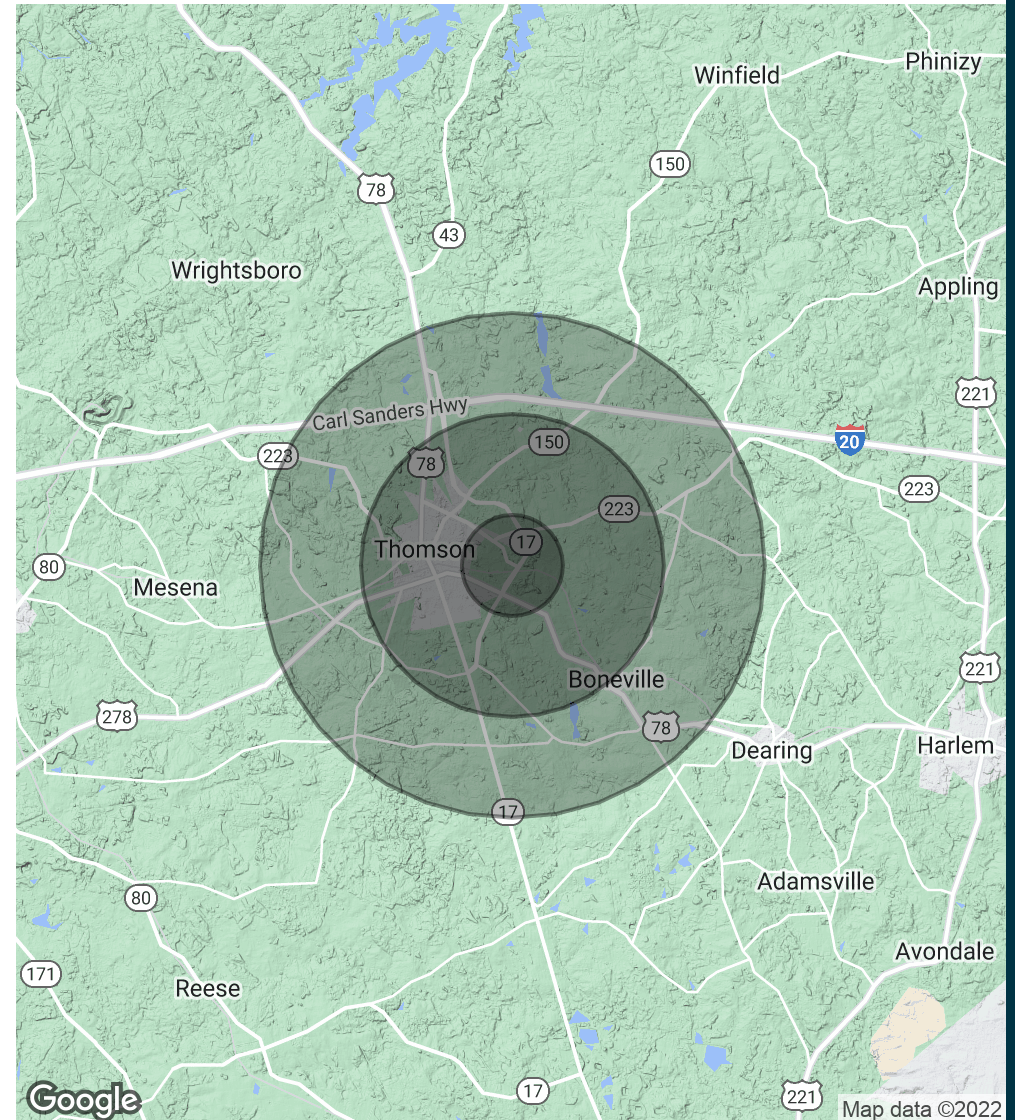 Phinizy
Winfield
150
78
43
Wrightsboro
Appling
221
Carl Sanders Hwy
20
150
223
78
223
223
17
Thomson
80
Mesena
221
Boneville
278
78
Dearing
Harlem
17
Adamsville
80
Avondale
171
Reese
17
221
Google
Map data ©2022